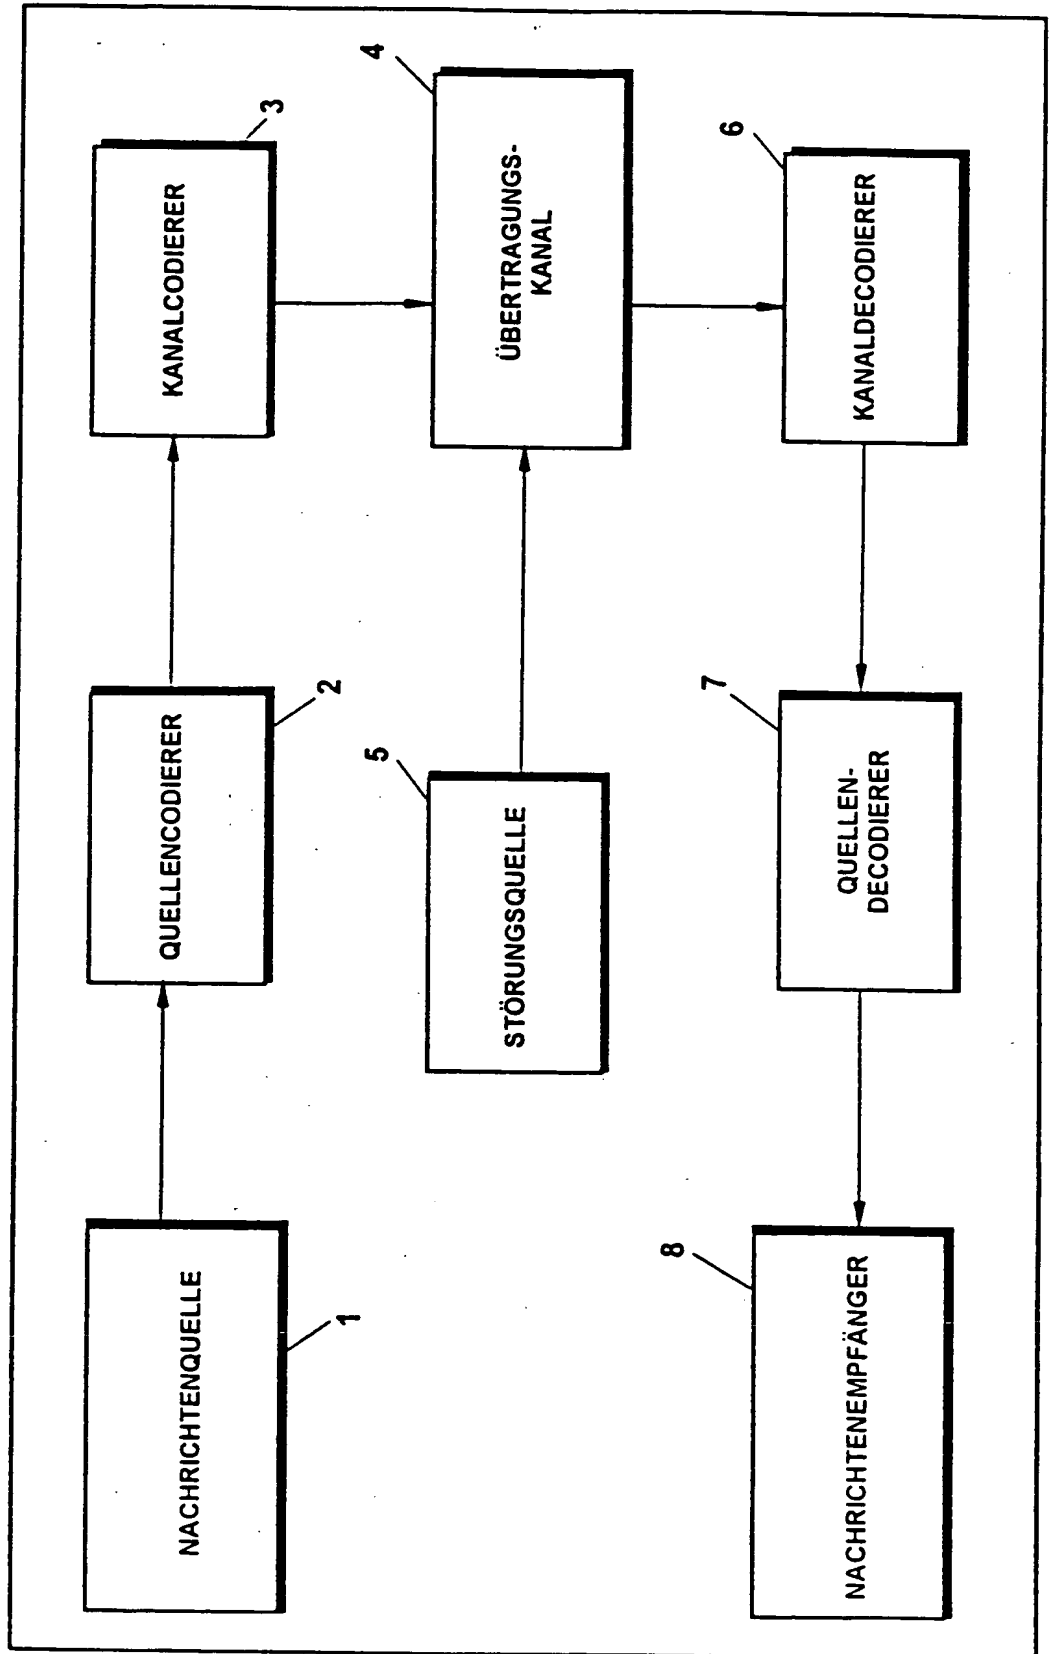 NACHRICHTENQUELLE
1
QUELLENCODIERER
2
KANALCODIERER
3
ÜBERTRAGUNGS-
KANAL
4
STÖRUNGSQUELLE
5
KANALDECODIERER
6
QUELLEN-
DECODIERER
7
NACHRICHTENEMPFÄNGER
8